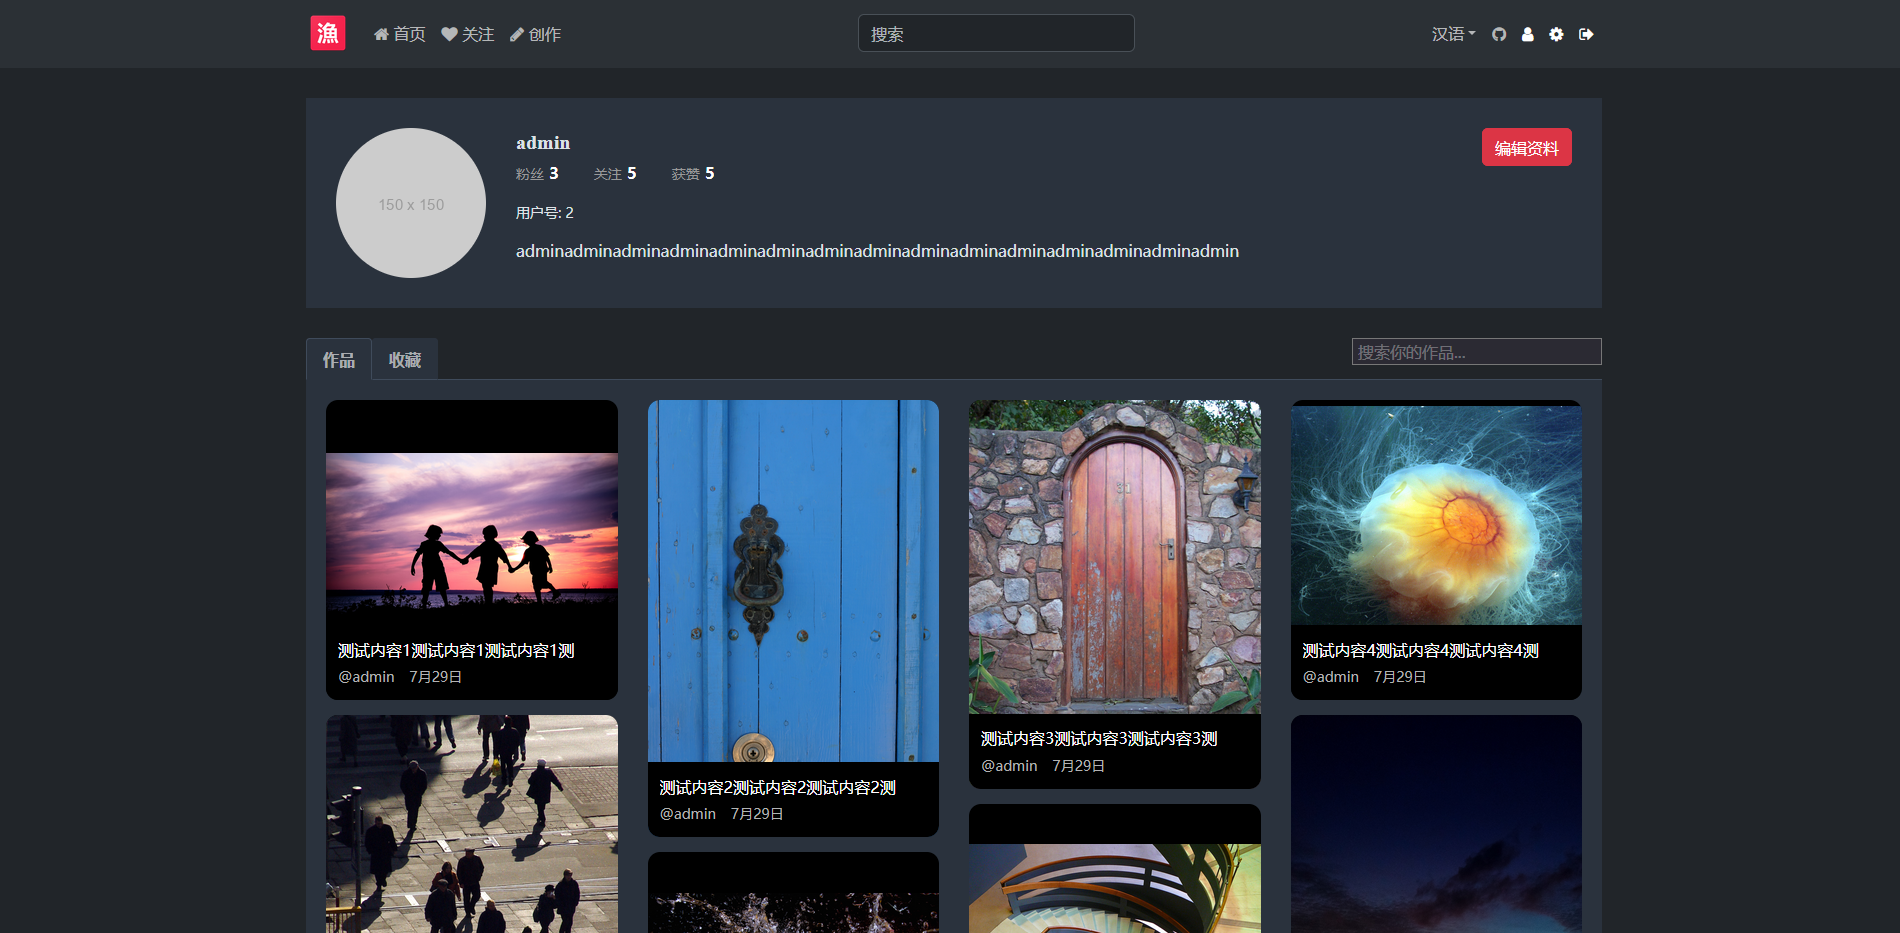 漁 首页 关注 创作 搜索 汉语
150 x 150
admin
编辑资料
粉丝 3 关注 5 获赞 5
用户号: 2
adminadminadminadminadminadminadminadminadminadminadminadminadminadminadmin
作品 收藏 搜索你的作品...
测试内容1测试内容1测试内容1测
@admin 7月29日
测试内容2测试内容2测试内容2测
@admin 7月29日
测试内容3测试内容3测试内容3测
@admin 7月29日
测试内容4测试内容4测试内容4测
@admin 7月29日